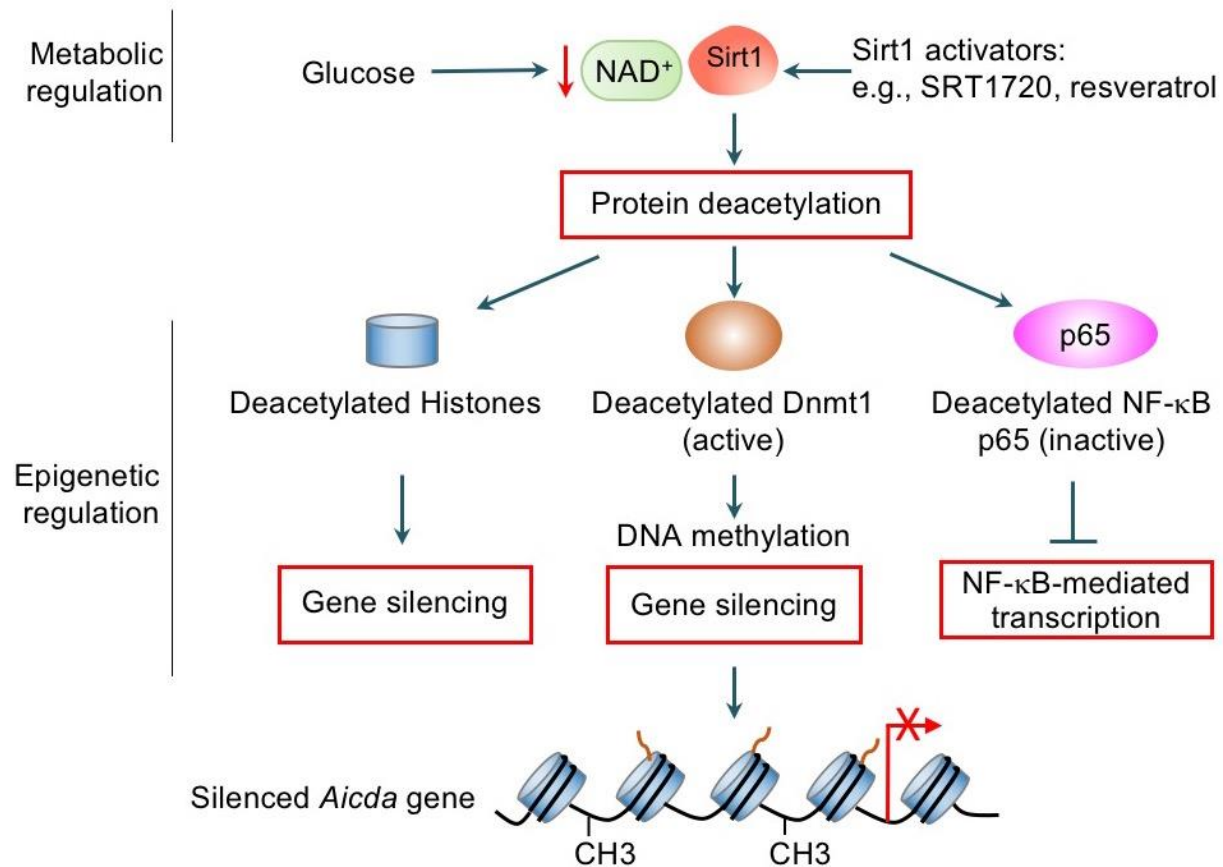 Metabolic
regulation
Glucose
NAD⁺
Sirt1
Sirt1 activators:
e.g., SRT1720, resveratrol
Protein deacetylation
p65
Deacetylated Histones
Deacetylated Dnmt1
(active)
Deacetylated NF-κB
p65 (inactive)
Epigenetic
regulation
DNA methylation
Gene silencing
Gene silencing
NF-κB-mediated
transcription
Silenced Aicda gene
CH3
CH3